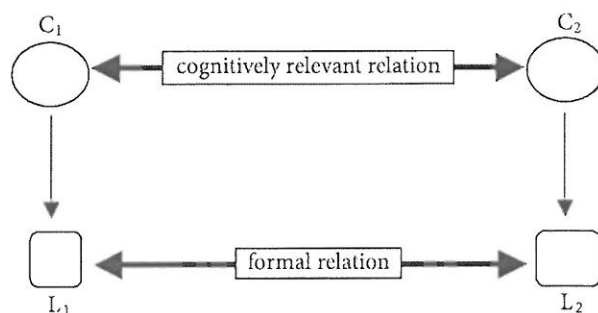 C₁
C₂
cognitively relevant relation
formal relation
L₁
L₂